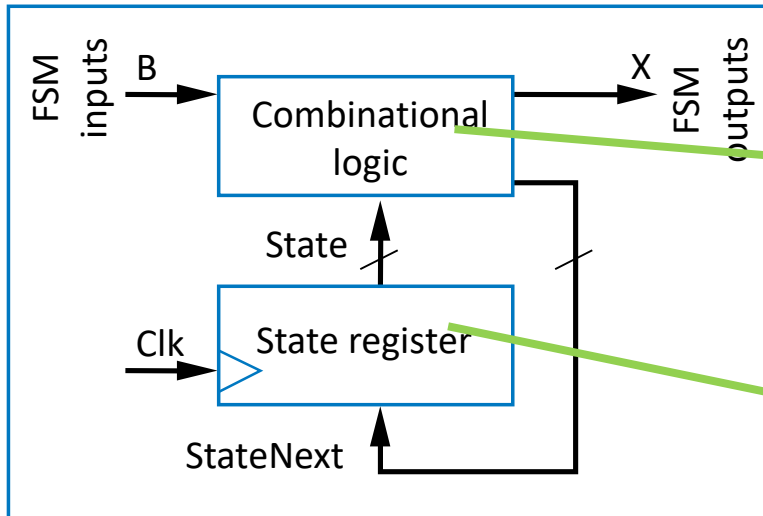 FSM
inputs
B
Combinational
logic
X
FSM
outputs
State
Clk
State register
StateNext